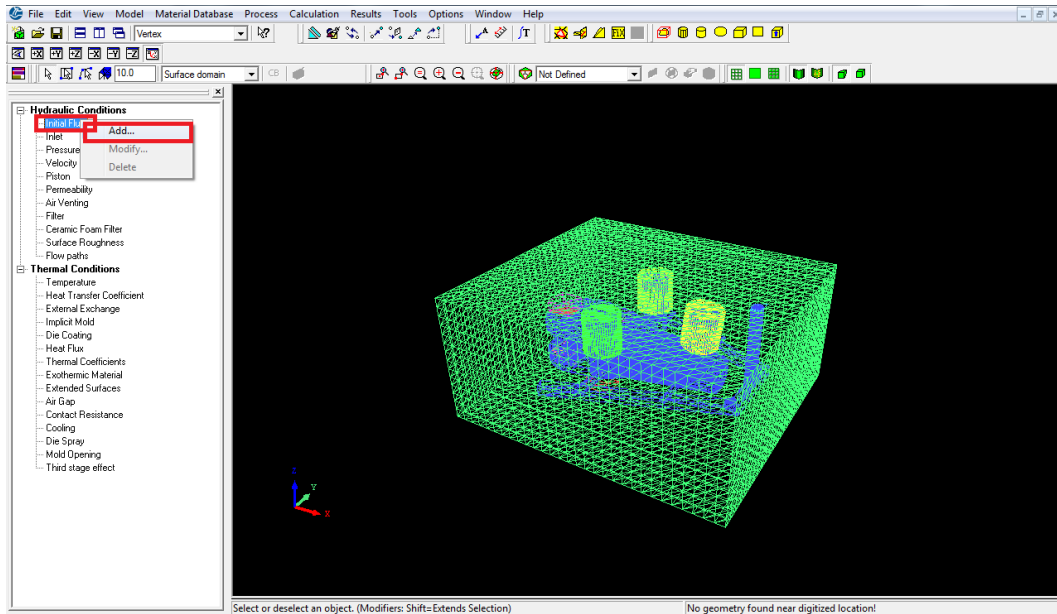 File Edit View Model Material Database Process Calculation Results Tools Options Window Help
Vertex
+X +Y +Z -X -Y -Z
10.0 Surface domain CB Not Defined
Hydraulic Conditions
Initial Flu
Add...
Inlet
Pressure
Modify...
Velocity
Delete
Piston
Permeability
Air Venting
Filter
Ceramic Foam Filter
Surface Roughness
Flow paths
Thermal Conditions
Temperature
Heat Transfer Coefficient
External Exchange
Implicit Mold
Die Coating
Heat Flux
Thermal Coefficients
Exothermic Material
Extended Surfaces
Air Gap
Contact Resistance
Cooling
Die Spray
Mold Opening
Third stage effect
Z
Y
X
Select or deselect an object. (Modifiers: Shift=Extends Selection) No geometry found near digitized location!